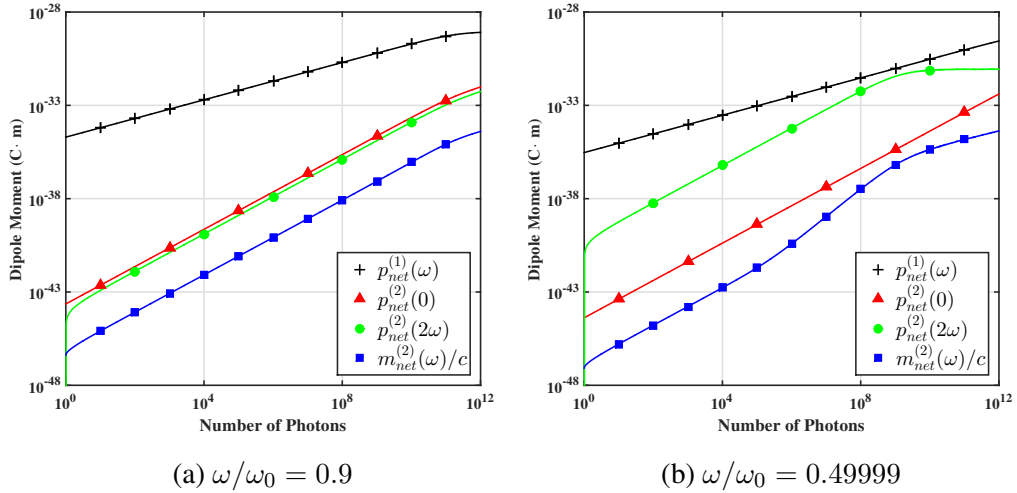 10^-28
10^-33
10^-38
10^-43
10^-48
Dipole Moment (C· m)
10^0 10^4 10^8 10^12
Number of Photons
p_net^(1)(ω)
p_net^(2)(0)
p_net^(2)(2ω)
m_net^(2)(ω)/c
(a) ω/ω_0 = 0.9
10^-28
10^-33
10^-38
10^-43
10^-48
Dipole Moment (C· m)
10^0 10^4 10^8 10^12
Number of Photons
p_net^(1)(ω)
p_net^(2)(0)
p_net^(2)(2ω)
m_net^(2)(ω)/c
(b) ω/ω_0 = 0.49999